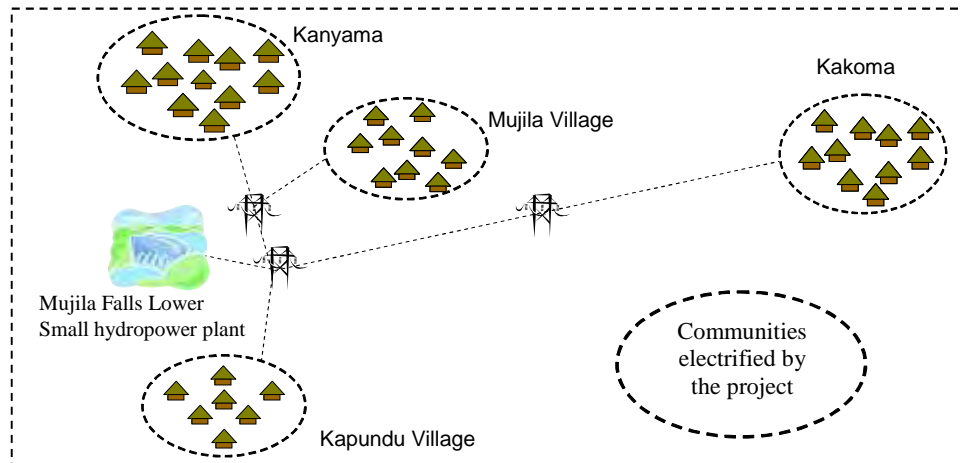 Kanyama
Kakoma
Mujila Village
Mujila Falls Lower
Small hydropower plant
Communities
electrified by
the project
Kapundu Village